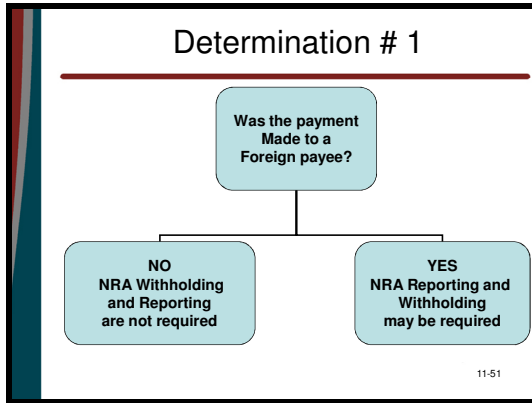 Determination # 1
Was the payment
Made to a
Foreign payee?
NO
NRA Withholding
and Reporting
are not required
YES
NRA Reporting and
Withholding
may be required
11-51